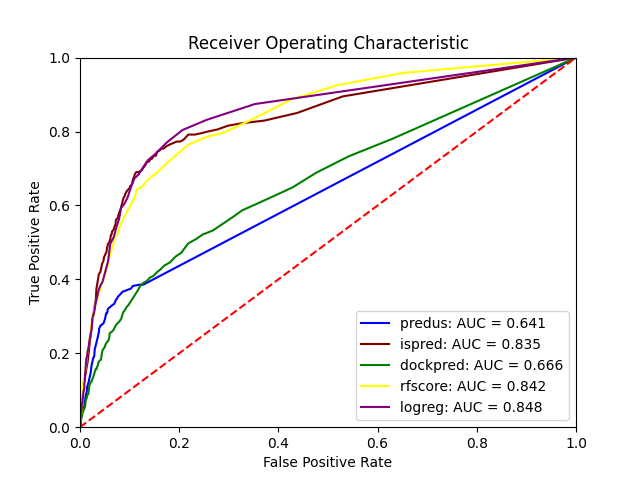 Receiver Operating Characteristic
True Positive Rate
1.0
0.8
0.6
0.4
0.2
0.0
predus: AUC = 0.641
ispred: AUC = 0.835
dockpred: AUC = 0.666
rfscore: AUC = 0.842
logreg: AUC = 0.848
0.0 0.2 0.4 0.6 0.8 1.0
False Positive Rate